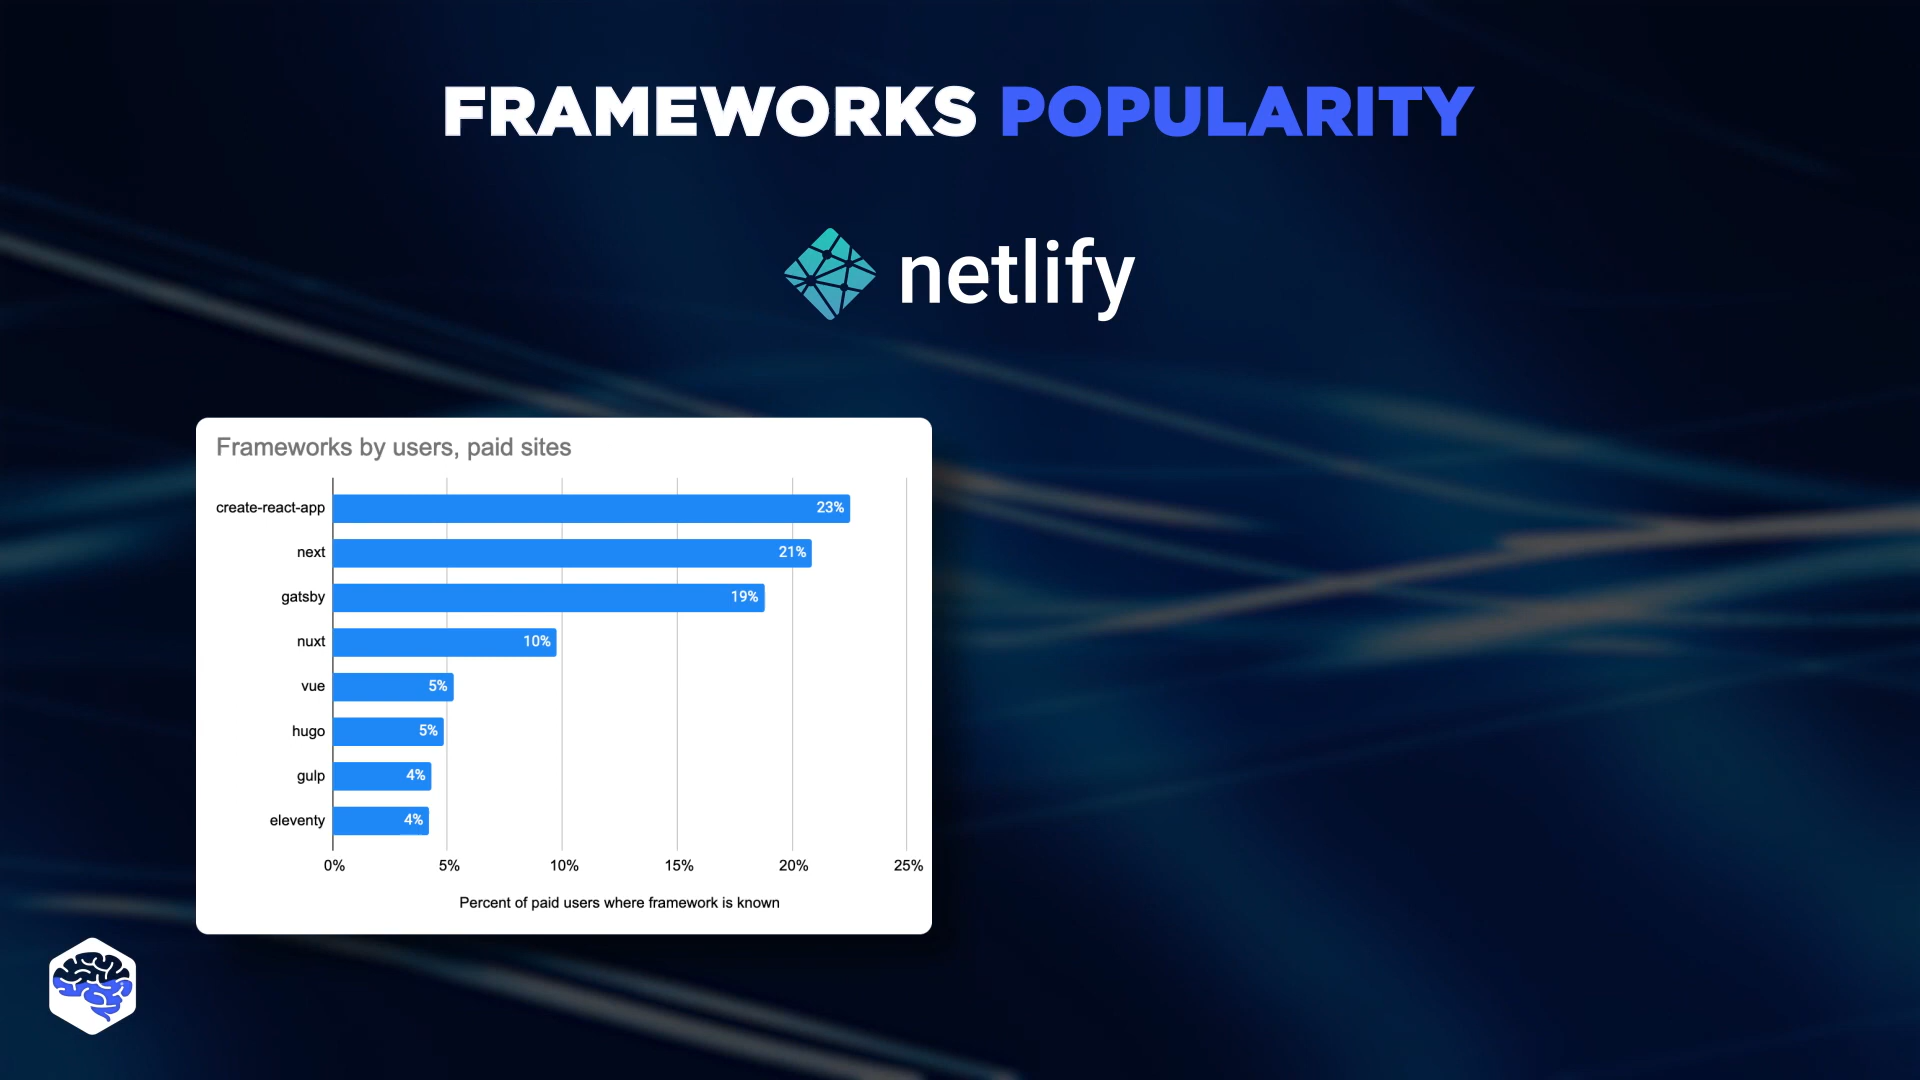 FRAMEWORKS POPULARITY
netlify
Frameworks by users, paid sites
create-react-app 23%
next 21%
gatsby 19%
nuxt 10%
vue 5%
hugo 5%
gulp 4%
eleventy 4%
0% 5% 10% 15% 20% 25%
Percent of paid users where framework is known